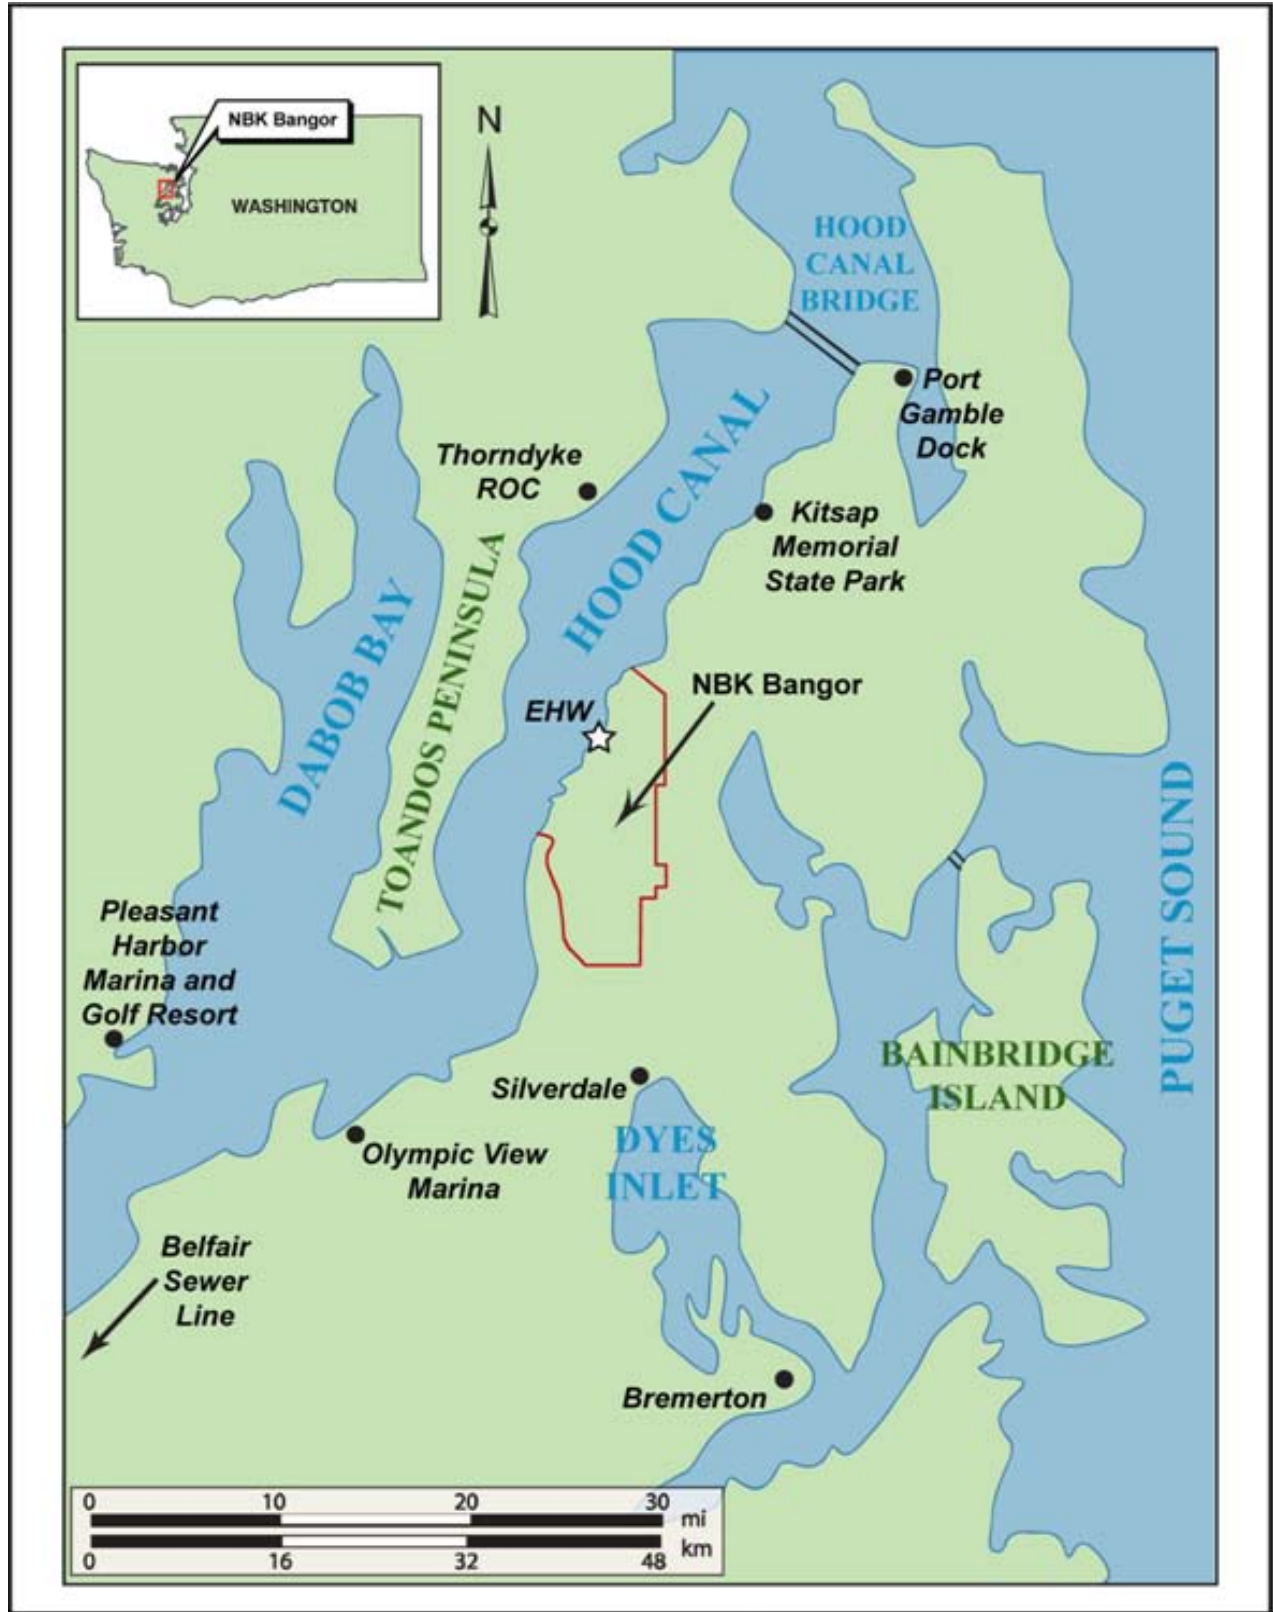 NBK Bangor
WASHINGTON
N
HOOD
CANAL
BRIDGE
Port
Gamble
Dock
Thorndyke
ROC
HOOD CANAL
Kitsap
Memorial
State Park
DABOB BAY
TOANDOS PENINSULA
EHW
NBK Bangor
PUGET SOUND
Pleasant
Harbor
Marina and
Golf Resort
BAINBRIDGE
ISLAND
Silverdale
DYES
INLET
Olympic View
Marina
Belfair
Sewer
Line
Bremerton
0 10 20 30 mi
0 16 32 48 km